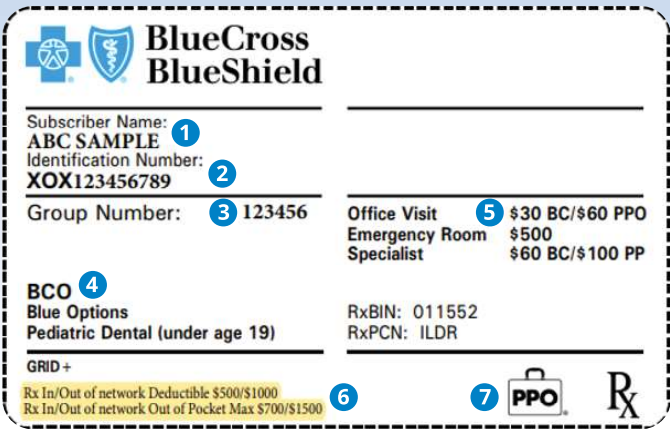 BlueCross
BlueShield
Subscriber Name:
ABC SAMPLE 1
Identification Number:
XOX123456789 2
Group Number: 3 123456
Office Visit 5 $30 BC/$60 PPO
Emergency Room $500
Specialist $60 BC/$100 PP
BCO 4
Blue Options
Pediatric Dental (under age 19)
RxBIN: 011552
RxPCN: ILDR
GRID+
Rx In/Out of network Deductible $500/$1000
Rx In/Out of network Out of Pocket Max $700/$1500 6
7 PPO Rx